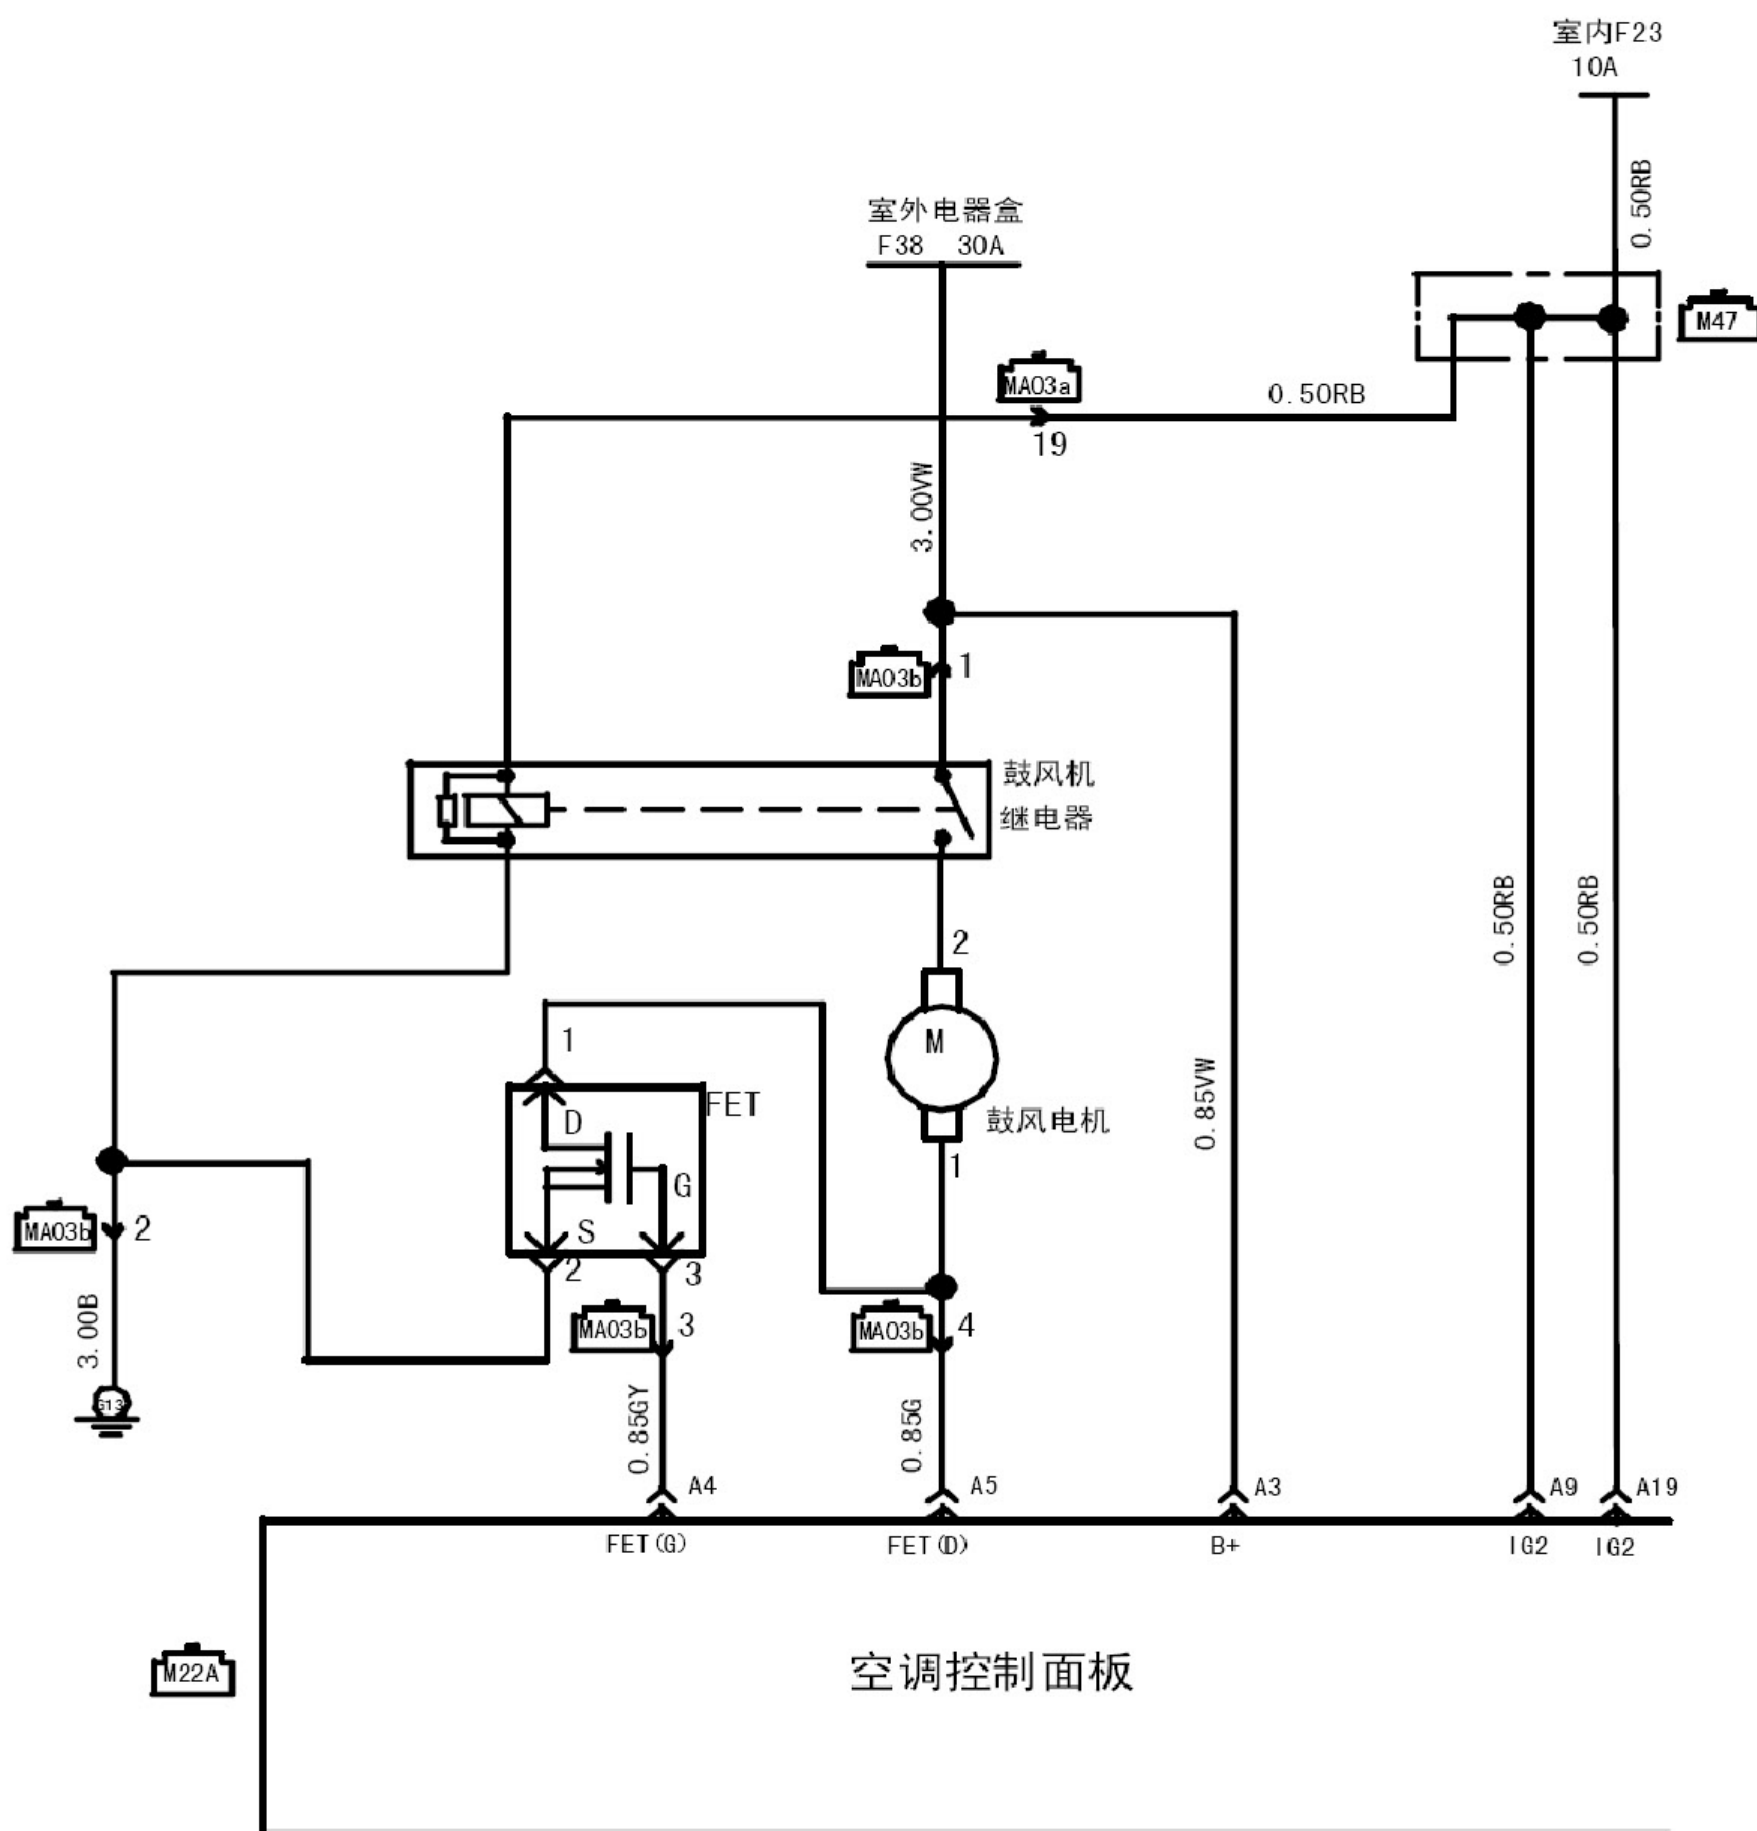 室内F23
10A
0.50RB
室外电器盒
F38 30A
M47
MA03a
0.50RB
19
3.00VW
MA03b
1
鼓风机
继电器
0.50RB
0.50RB
2
M
鼓风电机
1
0.85VW
1
FET
D
G
S
2
3
MA03b
2
3.00B
G13
MA03b
3
MA03b
4
0.85GY
0.85G
A4
A5
A3
A9
A19
FET(G)
FET(D)
B+
IG2
IG2
M22A
空调控制面板